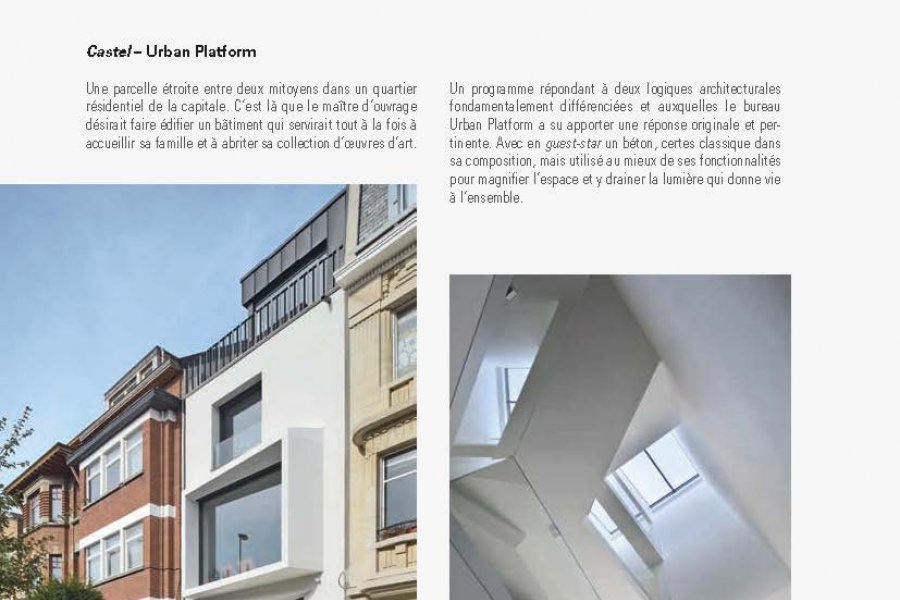 Castel – Urban Platform
Une parcelle étroite entre deux mitoyens dans un quartier
résidentiel de la capitale. C'est là que le maître d'ouvrage
désirait faire édifier un bâtiment qui servirait tout à la fois à
accueillir sa famille et à abriter sa collection d'œuvres d'art.
Un programme répondant à deux logiques architecturales
fondamentalement différenciées et auxquelles le bureau
Urban Platform a su apporter une réponse originale et per-
tinente. Avec en guest-star un béton, certes classique dans
sa composition, mais utilisé au mieux de ses fonctionnalités
pour magnifier l'espace et y drainer la lumière qui donne vie
à l'ensemble.